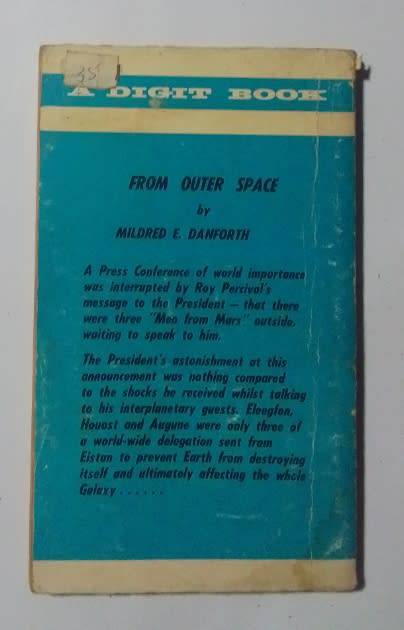 35
A DIGIT BOOK
FROM OUTER SPACE
by
MILDRED E. DANFORTH
A Press Conference of world importance
was interrupted by Roy Percival's
message to the President — that there
were three "Men from Mars" outside,
waiting to speak to him.
The President's astonishment at this
announcement was nothing compared
to the shocks he received whilst talking
to his interplanetary guests. Eleeglon,
Houost and Augune were only three of
a world-wide delegation sent from
Eistan to prevent Earth from destroying
itself and ultimately affecting the whole
Galaxy . . . . . .